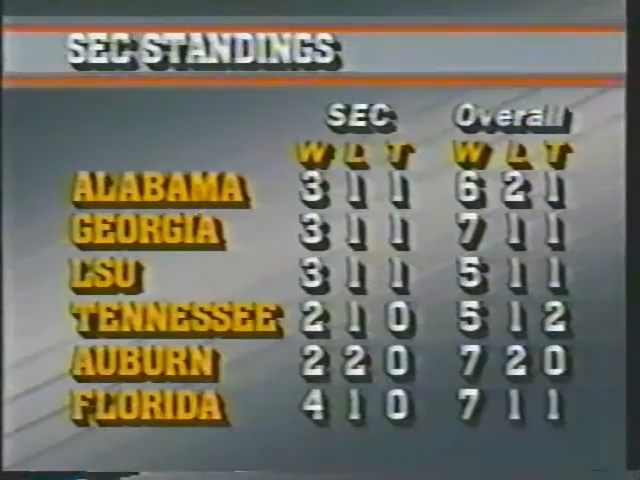 SEC STANDINGS
SEC Overall
W L T W L T
ALABAMA 3 1 1 6 2 1
GEORGIA 3 1 1 7 1 1
LSU 3 1 1 5 1 1
TENNESSEE 2 1 0 5 1 2
AUBURN 2 2 0 7 2 0
FLORIDA 4 1 0 7 1 1